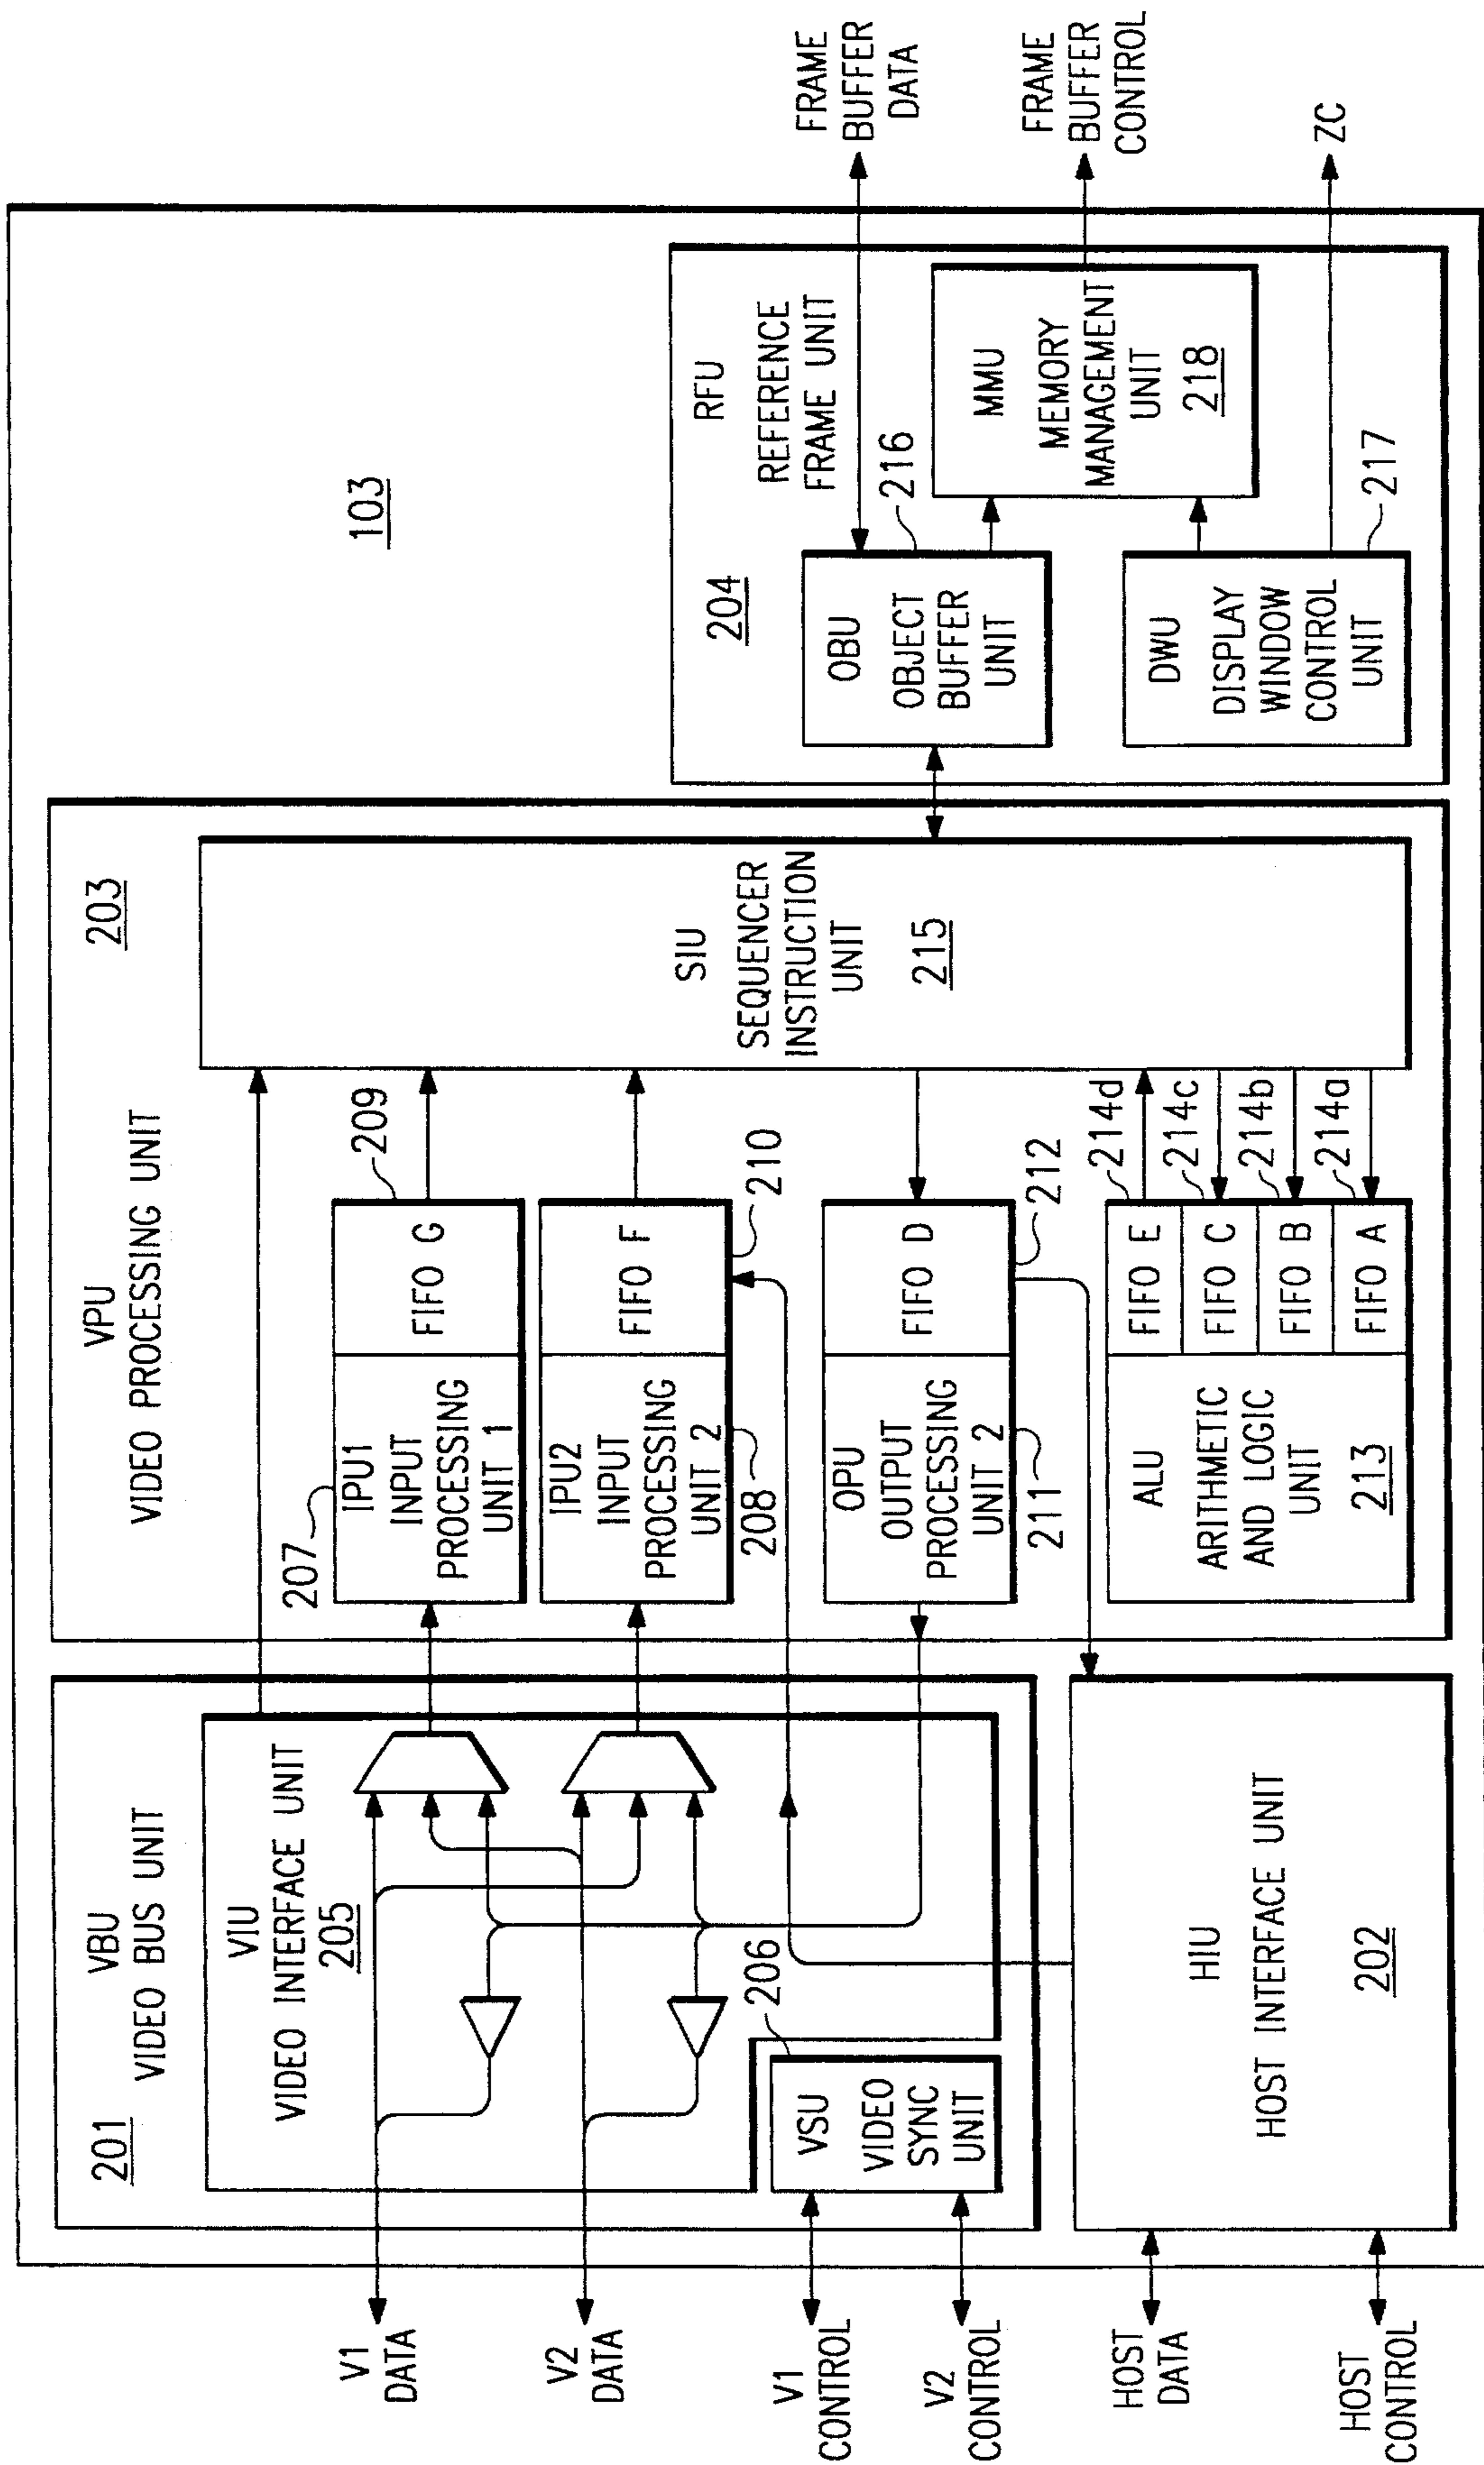 103
VBU
VIDEO BUS UNIT
201
VIU
VIDEO INTERFACE UNIT
205
VSU
VIDEO
SYNC
UNIT
206
V1
DATA
V2
DATA
V1
CONTROL
V2
CONTROL
HOST
DATA
HOST
CONTROL
HIU
HOST INTERFACE UNIT
202
VPU
VIDEO PROCESSING UNIT
203
207
IPU1
INPUT
PROCESSING
UNIT 1
FIFO G
209
IPU2
INPUT
PROCESSING
UNIT 2
FIFO F
208
210
OPU
OUTPUT
PROCESSING
UNIT 2
FIFO D
211
212
ALU
ARITHMETIC
AND LOGIC
UNIT
213
FIFO E
FIFO C
FIFO B
FIFO A
214d
214c
214b
214a
SIU
SEQUENCER
INSTRUCTION
UNIT
215
RFU
REFERENCE
FRAME UNIT
204
OBU
OBJECT
BUFFER
UNIT
216
MMU
MEMORY
MANAGEMENT
UNIT
218
DWU
DISPLAY
WINDOW
CONTROL
UNIT
217
FRAME
BUFFER
DATA
FRAME
BUFFER
CONTROL
ZC